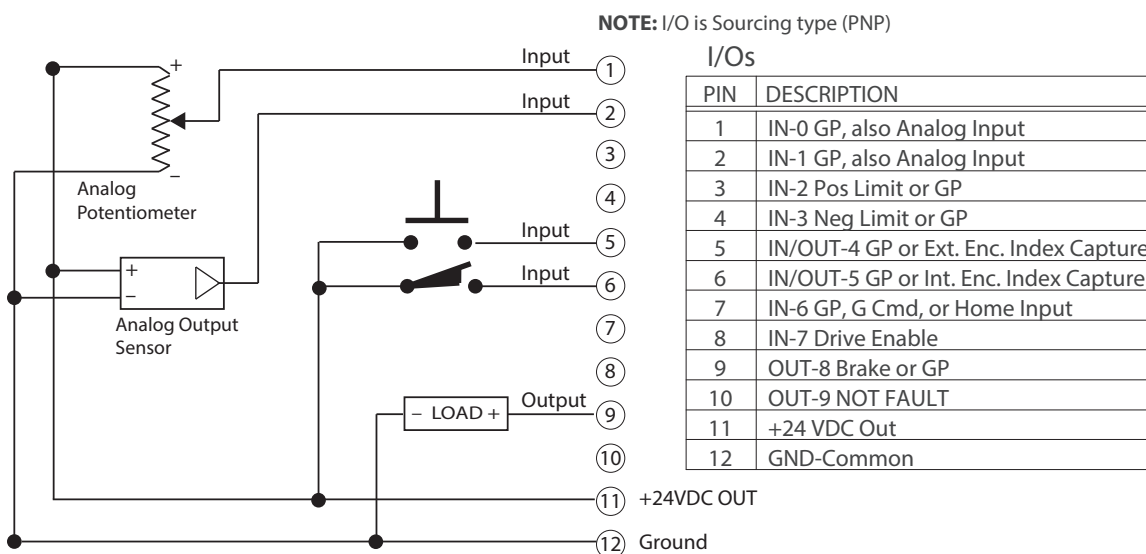 NOTE: I/O is Sourcing type (PNP)
I/Os
PIN DESCRIPTION
1 IN-0 GP, also Analog Input
2 IN-1 GP, also Analog Input
3 IN-2 Pos Limit or GP
4 IN-3 Neg Limit or GP
5 IN/OUT-4 GP or Ext. Enc. Index Capture
6 IN/OUT-5 GP or Int. Enc. Index Capture
7 IN-6 GP, G Cmd, or Home Input
8 IN-7 Drive Enable
9 OUT-8 Brake or GP
10 OUT-9 NOT FAULT
11 +24 VDC Out
12 GND-Common
+
−
Analog
Potentiometer
+
−
Analog Output
Sensor
Input 1
Input 2
3
4
Input 5
Input 6
7
8
− LOAD + Output 9
10
11 +24VDC OUT
12 Ground